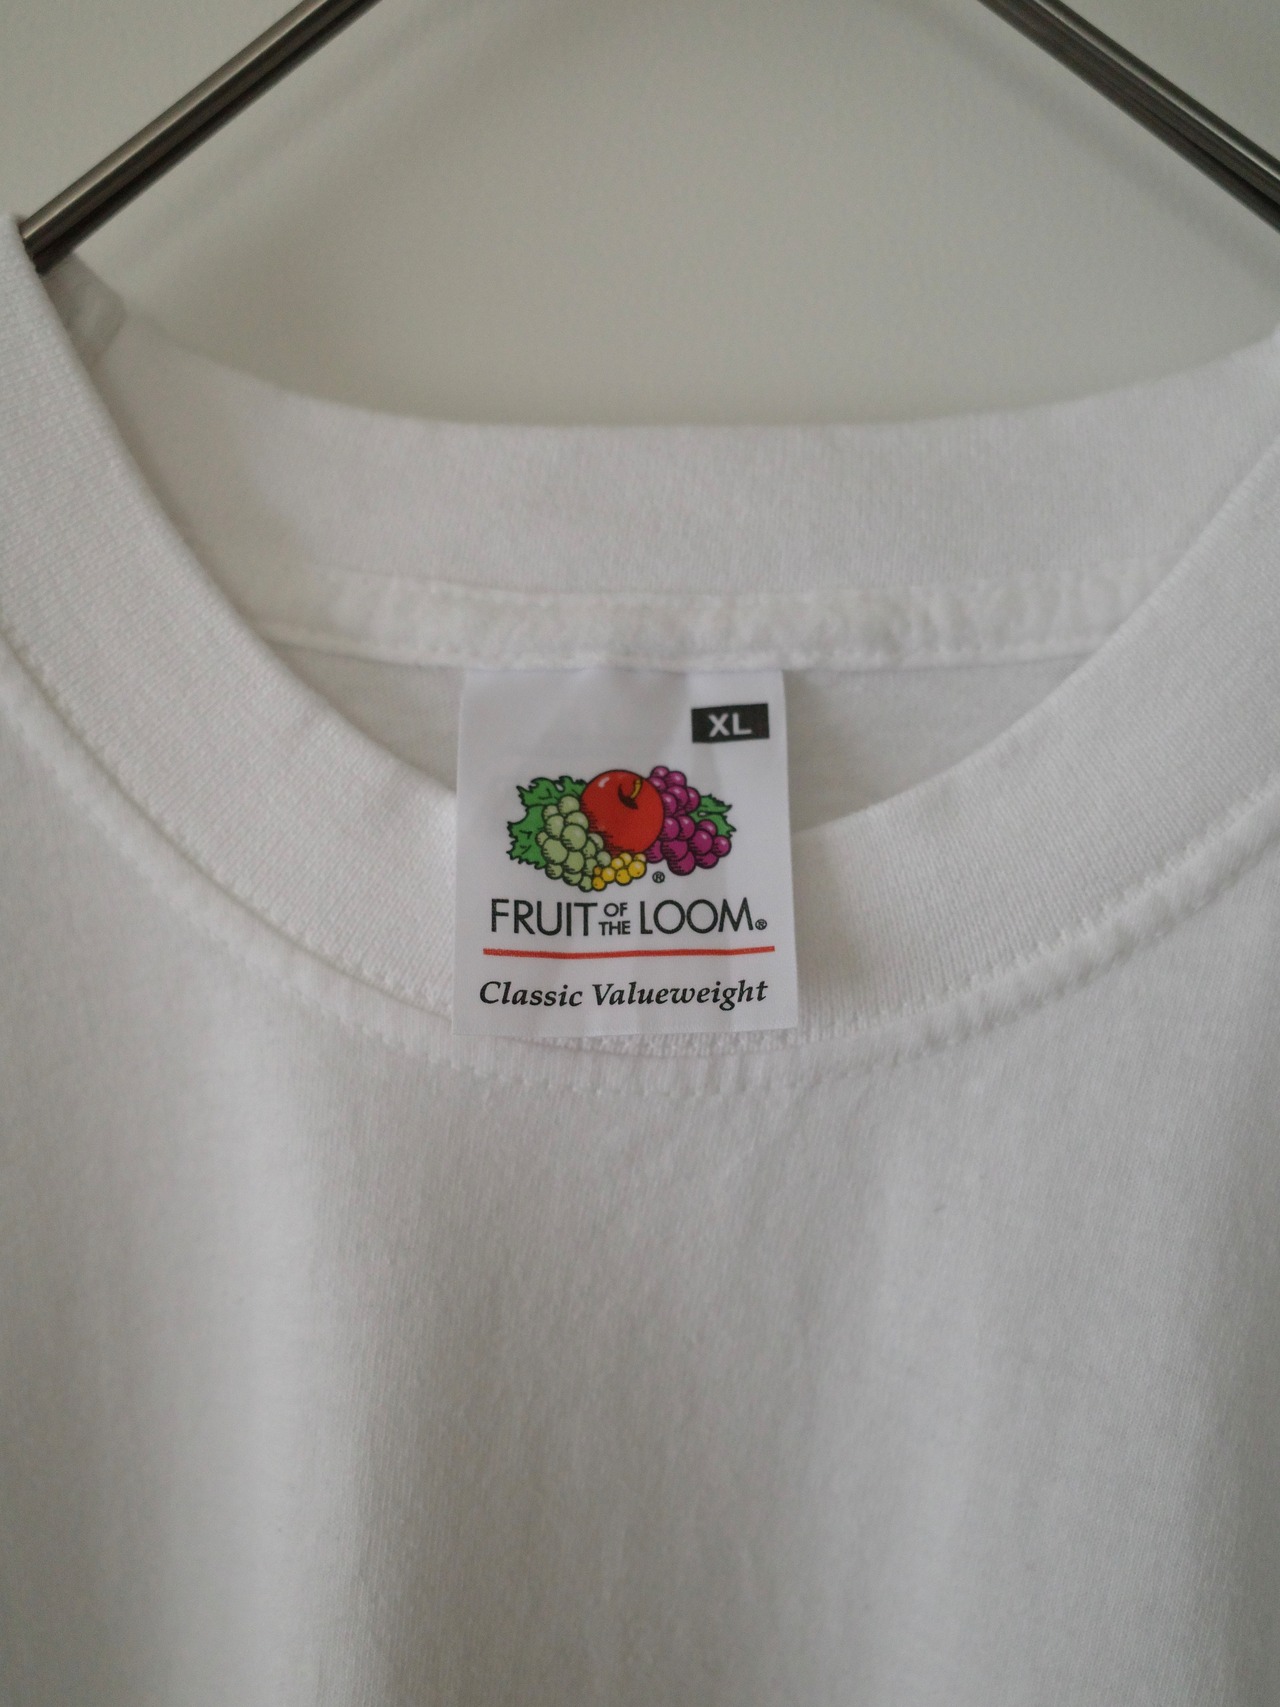 XL
®
FRUIT OF THE LOOM®
Classic Valueweight